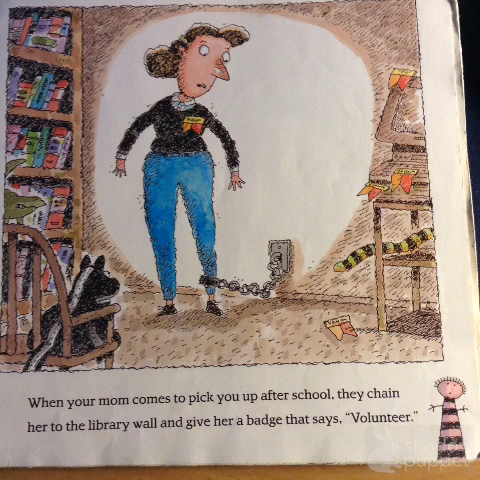 When your mom comes to pick you up after school, they chain
her to the library wall and give her a badge that says, “Volunteer.”